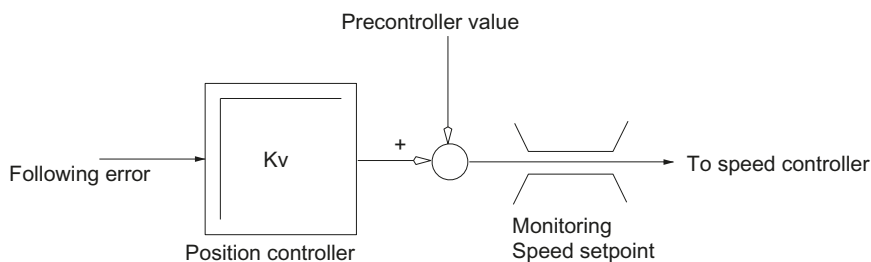 Precontroller value
+
Kv
To speed controller
Following error
Monitoring
Speed setpoint
Position controller